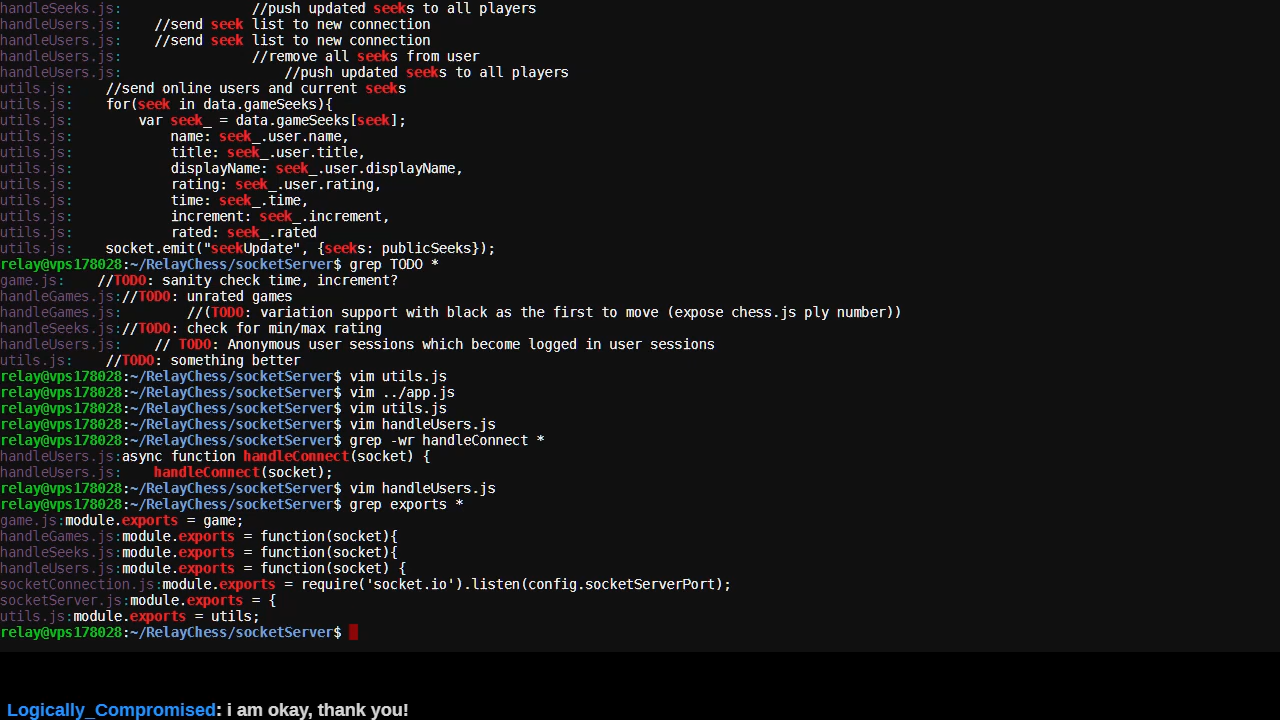 handleSeeks.js:                //push updated seeks to all players
handleUsers.js:    //send seek list to new connection
handleUsers.js:    //send seek list to new connection
handleUsers.js:                //remove all seeks from user
handleUsers.js:                    //push updated seeks to all players
utils.js:    //send online users and current seeks
utils.js:    for(seek in data.gameSeeks){
utils.js:        var seek_ = data.gameSeeks[seek];
utils.js:            name: seek_.user.name,
utils.js:            title: seek_.user.title,
utils.js:            displayName: seek_.user.displayName,
utils.js:            rating: seek_.user.rating,
utils.js:            time: seek_.time,
utils.js:            increment: seek_.increment,
utils.js:            rated: seek_.rated
utils.js:    socket.emit("seekUpdate", {seeks: publicSeeks});
relay@vps178028:~/RelayChess/socketServer$ grep TODO *
game.js:    //TODO: sanity check time, increment?
handleGames.js://TODO: unrated games
handleGames.js:        //(TODO: variation support with black as the first to move (expose chess.js ply number))
handleSeeks.js://TODO: check for min/max rating
handleUsers.js:    // TODO: Anonymous user sessions which become logged in user sessions
utils.js:    //TODO: something better
relay@vps178028:~/RelayChess/socketServer$ vim utils.js
relay@vps178028:~/RelayChess/socketServer$ vim ../app.js
relay@vps178028:~/RelayChess/socketServer$ vim utils.js
relay@vps178028:~/RelayChess/socketServer$ vim handleUsers.js
relay@vps178028:~/RelayChess/socketServer$ grep -wr handleConnect *
handleUsers.js:async function handleConnect(socket) {
handleUsers.js:    handleConnect(socket);
relay@vps178028:~/RelayChess/socketServer$ vim handleUsers.js
relay@vps178028:~/RelayChess/socketServer$ grep exports *
game.js:module.exports = game;
handleGames.js:module.exports = function(socket){
handleSeeks.js:module.exports = function(socket){
handleUsers.js:module.exports = function(socket) {
socketConnection.js:module.exports = require('socket.io').listen(config.socketServerPort);
socketServer.js:module.exports = {
utils.js:module.exports = utils;
relay@vps178028:~/RelayChess/socketServer$
Logically_Compromised: i am okay, thank you!